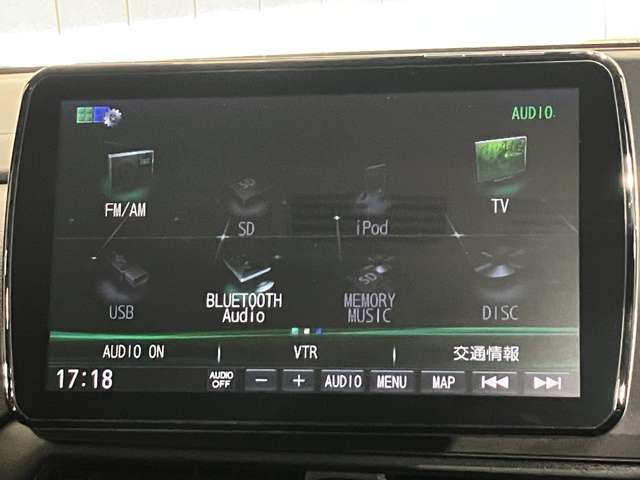 AUDIO
FM/AM
SD
iPod
TV
SD
USB
BLUETOOTH Audio
MEMORY MUSIC
DISC
AUDIO ON
VTR
交通情報
17:18
AUDIO OFF
− + AUDIO MENU MAP